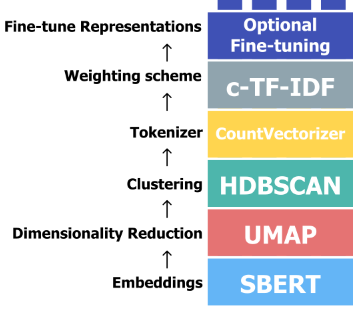 Fine-tune Representations
Optional
Fine-tuning
↑
Weighting scheme
c-TF-IDF
↑
Tokenizer
CountVectorizer
↑
Clustering
HDBSCAN
↑
Dimensionality Reduction
UMAP
↑
Embeddings
SBERT